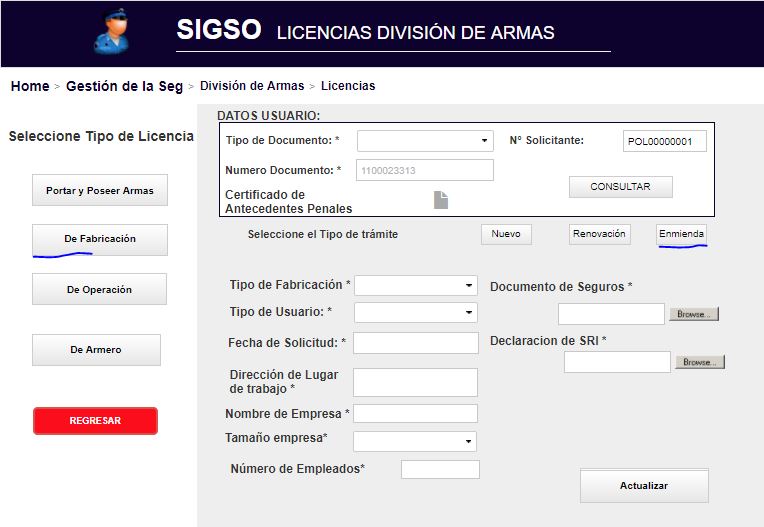 SIGSO LICENCIAS DIVISIÓN DE ARMAS
Home > Gestión de la Seg > División de Armas > Licencias
Seleccione Tipo de Licencia
Portar y Poseer Armas
De Fabricación
De Operación
De Armero
REGRESAR
DATOS USUARIO:
Tipo de Documento: *
N° Solicitante: POL00000001
Numero Documento: * 1100023313
CONSULTAR
Certificado de
Antecedentes Penales
Seleccione el Tipo de trámite Nuevo Renovación Enmienda
Tipo de Fabricación *
Tipo de Usuario: *
Fecha de Solicitud: *
Dirección de Lugar
de trabajo *
Nombre de Empresa *
Tamaño empresa*
Número de Empleados*
Documento de Seguros *
Browse...
Declaracion de SRI *
Browse...
Actualizar